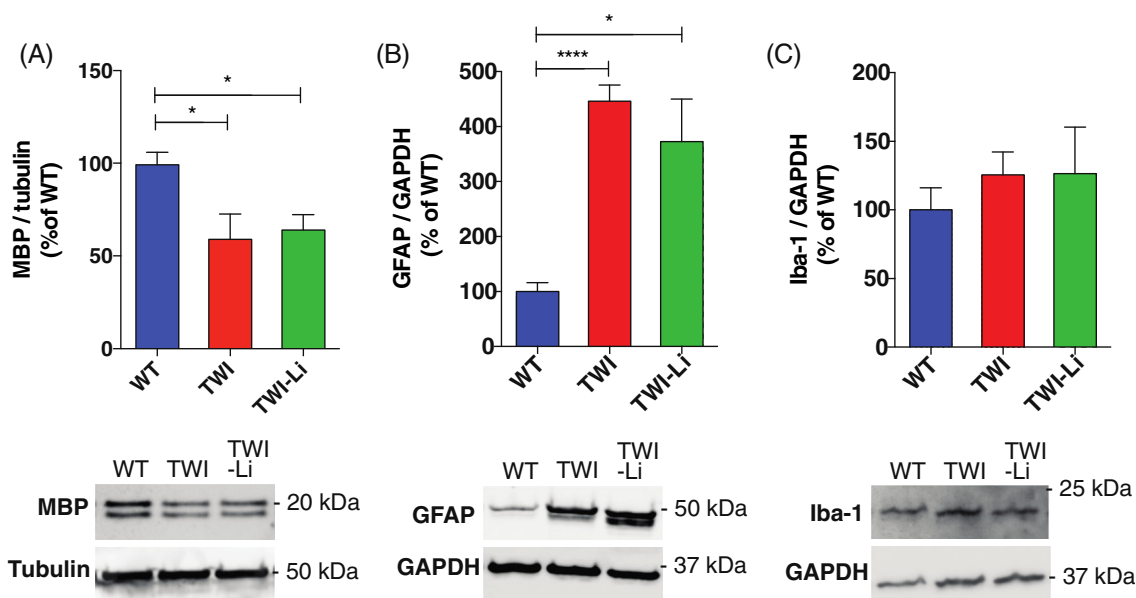 (A)
MBP / tubulin
(%of WT)
150
100
50
0
*
*
WT
TWI
TWI-Li
WT TWI TWI
-Li
MBP
- 20 kDa
Tubulin
- 50 kDa
(B)
GFAP / GAPDH
(% of WT)
500
400
300
200
100
0
*
****
WT
TWI
TWI-Li
WT TWI TWI
-Li
GFAP
- 50 kDa
GAPDH
- 37 kDa
(C)
Iba-1 / GAPDH
(% of WT)
200
150
100
50
0
WT
TWI
TWI-Li
WT TWI TWI
-Li
- 25 kDa
Iba-1
GAPDH
- 37 kDa